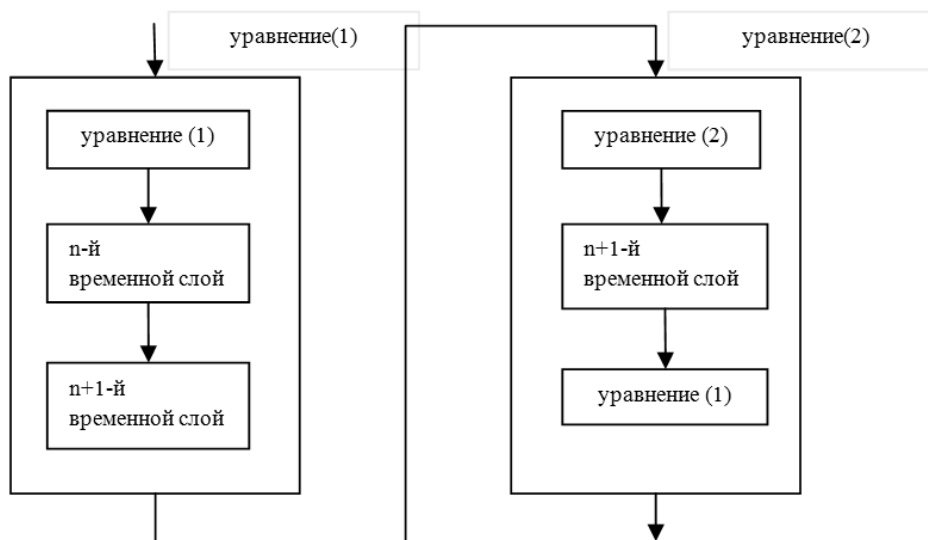 уравнение(1)
уравнение (1)
n-й
временной слой
n+1-й
временной слой
уравнение(2)
уравнение (2)
n+1-й
временной слой
уравнение (1)